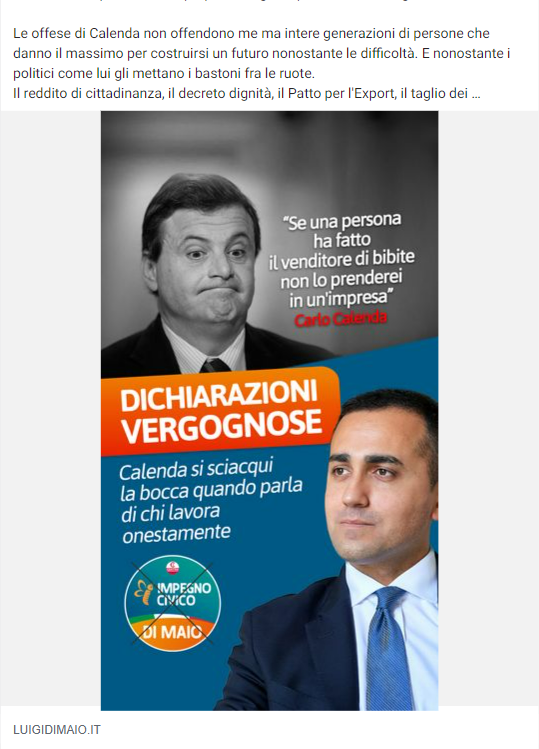 Le offese di Calenda non offendono me ma intere generazioni di persone che
danno il massimo per costruirsi un futuro nonostante le difficoltà. E nonostante i
politici come lui gli mettano i bastoni fra le ruote.
Il reddito di cittadinanza, il decreto dignità, il Patto per l'Export, il taglio dei ...
“Se una persona
ha fatto
il venditore di bibite
non lo prenderei
in un'impresa”
Carlo Calenda
DICHIARAZIONI
VERGOGNOSE
Calenda si sciacqui
la bocca quando parla
di chi lavora
onestamente
IMPEGNO
CIVICO
DI MAIO
LUIGIDIMAIO.IT